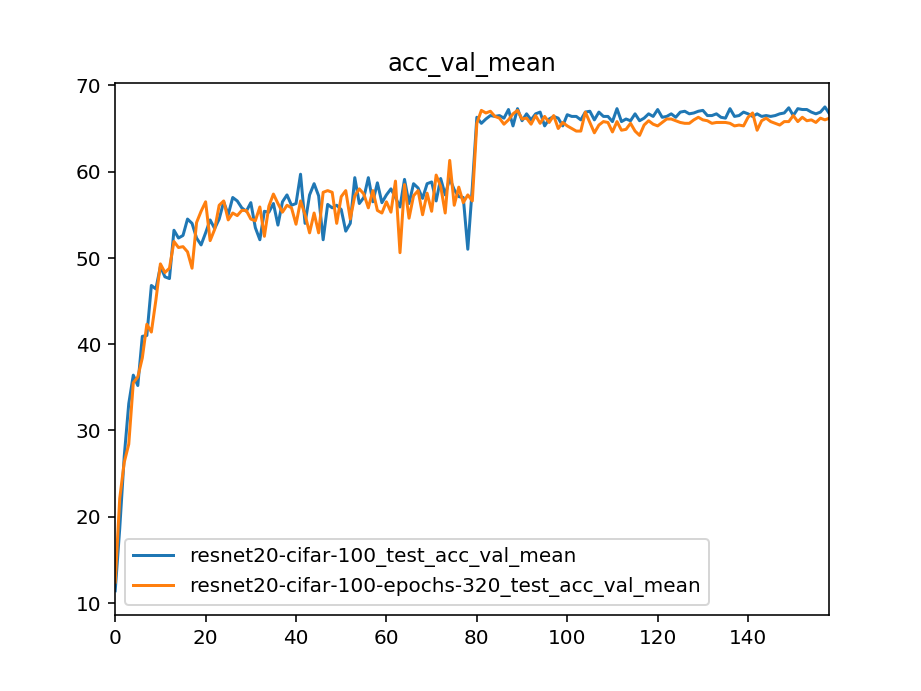 acc_val_mean
70
60
50
40
30
20
10
resnet20-cifar-100_test_acc_val_mean
resnet20-cifar-100-epochs-320_test_acc_val_mean
0 20 40 60 80 100 120 140